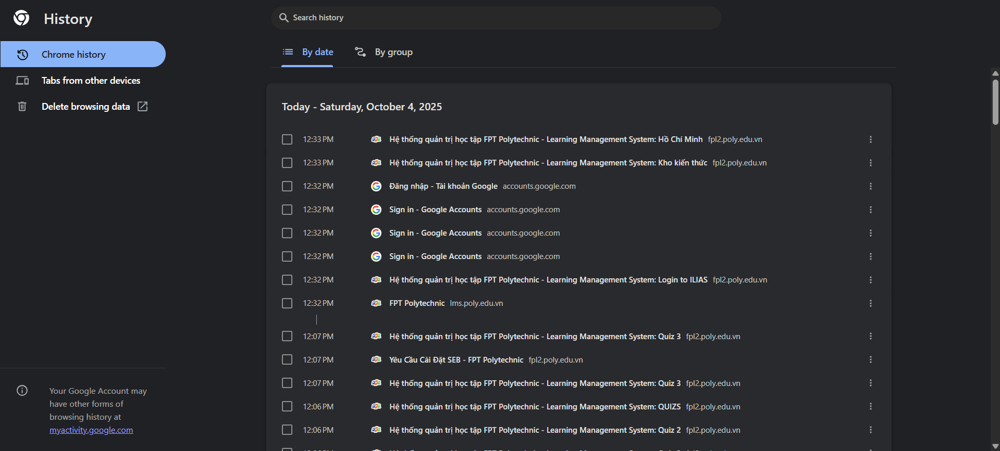 History
Search history
Chrome history
Tabs from other devices
Delete browsing data
By date
By group
Today - Saturday, October 4, 2025
12:33 PM Hệ thống quản trị học tập FPT Polytechnic - Learning Management System: Hồ Chí Minh fpl2.poly.edu.vn
12:33 PM Hệ thống quản trị học tập FPT Polytechnic - Learning Management System: Kho kiến thức fpl2.poly.edu.vn
12:32 PM Đăng nhập - Tài khoản Google accounts.google.com
12:32 PM Sign in - Google Accounts accounts.google.com
12:32 PM Sign in - Google Accounts accounts.google.com
12:32 PM Sign in - Google Accounts accounts.google.com
12:32 PM Hệ thống quản trị học tập FPT Polytechnic - Learning Management System: Login to ILIAS fpl2.poly.edu.vn
12:32 PM FPT Polytechnic lms.poly.edu.vn
12:07 PM Hệ thống quản trị học tập FPT Polytechnic - Learning Management System: Quiz 3 fpl2.poly.edu.vn
12:07 PM Yêu Cầu Cài Đặt SEB - FPT Polytechnic fpl2.poly.edu.vn
12:07 PM Hệ thống quản trị học tập FPT Polytechnic - Learning Management System: Quiz 3 fpl2.poly.edu.vn
12:06 PM Hệ thống quản trị học tập FPT Polytechnic - Learning Management System: QUIZS fpl2.poly.edu.vn
12:06 PM Hệ thống quản trị học tập FPT Polytechnic - Learning Management System: Quiz 2 fpl2.poly.edu.vn
Your Google Account may
have other forms of
browsing history at
myactivity.google.com